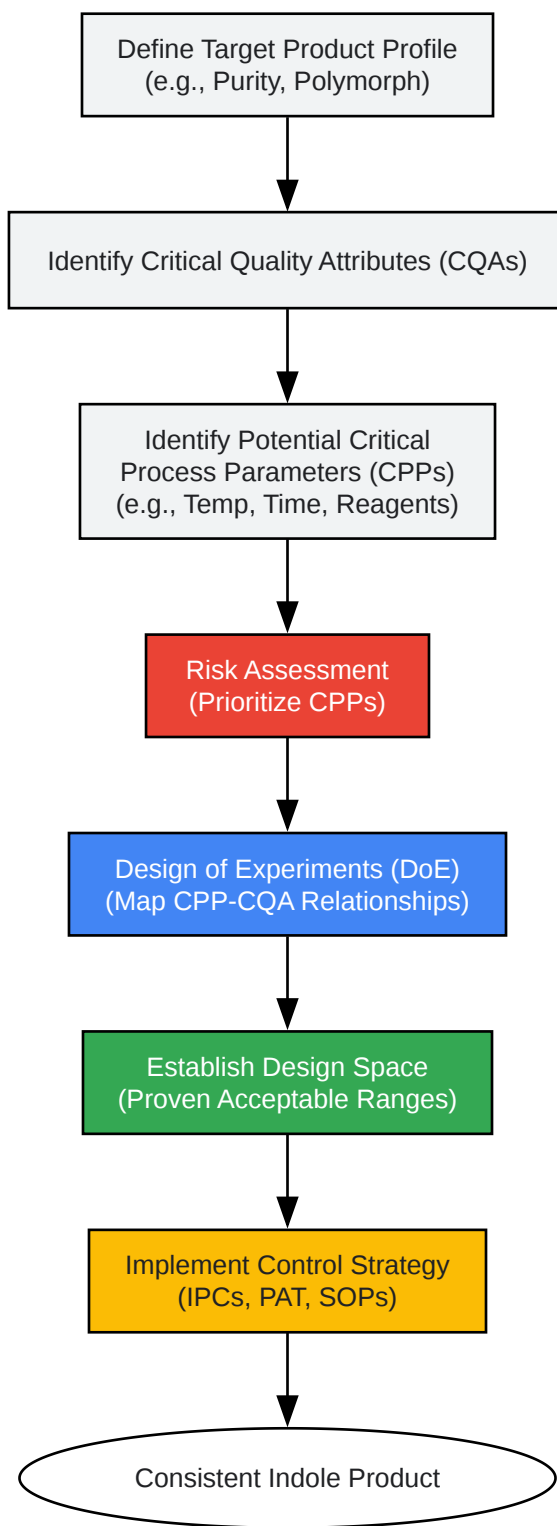 Define Target Product Profile
(e.g., Purity, Polymorph)
Identify Critical Quality Attributes (CQAs)
Identify Potential Critical
Process Parameters (CPPs)
(e.g., Temp, Time, Reagents)
Risk Assessment
(Prioritize CPPs)
Design of Experiments (DoE)
(Map CPP-CQA Relationships)
Establish Design Space
(Proven Acceptable Ranges)
Implement Control Strategy
(IPCs, PAT, SOPs)
Consistent Indole Product